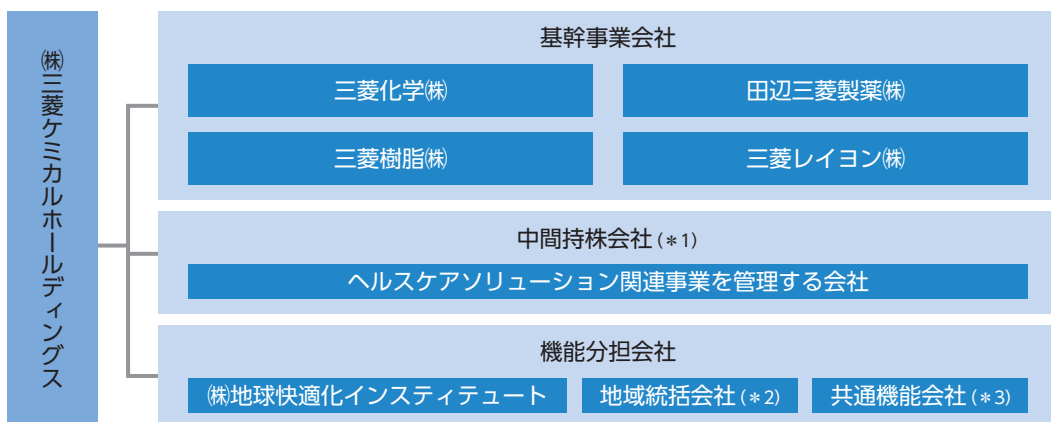 ㈱三菱ケミカルホールディングス
基幹事業会社
三菱化学㈱
田辺三菱製薬㈱
三菱樹脂㈱
三菱レイヨン㈱
中間持株会社(＊1)
ヘルスケアソリューション関連事業を管理する会社
機能分担会社
㈱地球快適化インスティテュート
地域統括会社(＊2)
共通機能会社(＊3)